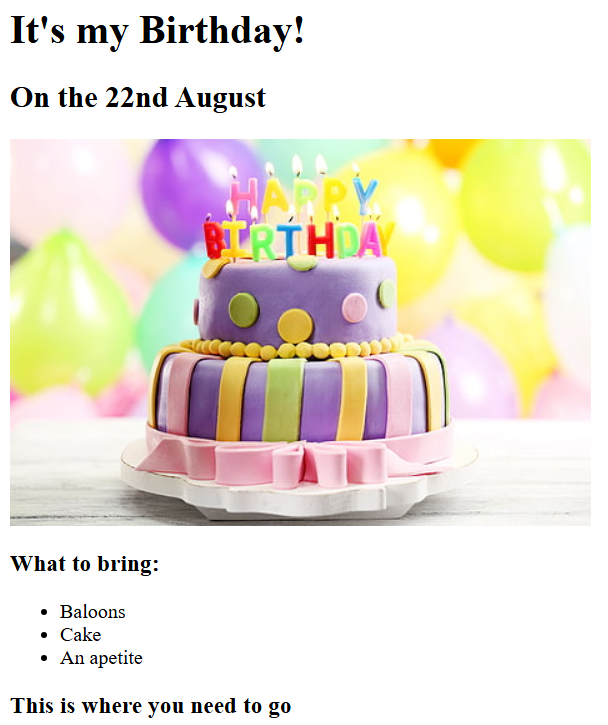 It's my Birthday!
On the 22nd August
HAPPY
BIRTHDAY
What to bring:
Baloons
Cake
An apetite
This is where you need to go